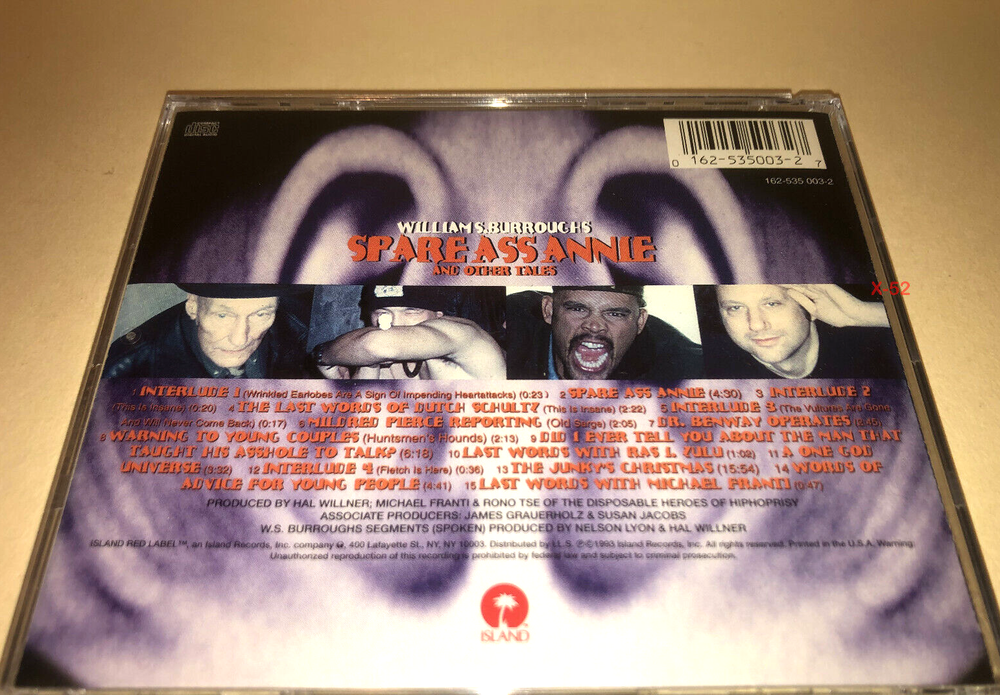 COMPACT
disc
DIGITAL AUDIO
0 162-535003-2 7
162-535 003-2
WILLIAM S. BURROUGHS
SPARE ASS ANNIE
AND OTHER TALES
X-52
1 INTERLUDE 1 (Wrinkled Earlobes Are A Sign Of Impending Heartattacks) (0:23) 2 SPARE ASS ANNIE (4:30) 3 INTERLUDE 2
(This Is Insane) (0:20) 4 THE LAST WORDS OF DUTCH SCHULTZ (This Is Insane) (2:22) 5 INTERLUDE 3 (The Vultures Are Gone
And Will Never Come Back) (0:17) 6 MILDRED PIERCE REPORTING (Old Sarge) (2:05) 7 DR. BENWAY OPERATES (2:45)
8 WARNING TO YOUNG COUPLES (Huntsmen's Hounds) (2:13) 9 DID I EVER TELL YOU ABOUT THE MAN THAT
TAUGHT HIS ASSHOLE TO TALK? (6:18) 10 LAST WORDS WITH RAS I. ZULU (1:02) 11 A ONE GOD
UNIVERSE (3:32) 12 INTERLUDE 4 (Fletch Is Here) (0:36) 13 THE JUNKY'S CHRISTMAS (15:54) 14 WORDS OF
ADVICE FOR YOUNG PEOPLE (4:41) 15 LAST WORDS WITH MICHAEL FRANTI (0:47)
PRODUCED BY HAL WILLNER; MICHAEL FRANTI & RONO TSE OF THE DISPOSABLE HEROES OF HIPHOPRISY
ASSOCIATE PRODUCERS: JAMES GRAUERHOLZ & SUSAN JACOBS
W.S. BURROUGHS SEGMENTS (SPOKEN) PRODUCED BY NELSON LYON & HAL WILLNER
ISLAND RED LABEL™, an Island Records, Inc. company, 400 Lafayette St., NY, NY 10003. Distributed by I.L.S. ℗©1993 Island Records, Inc. All rights reserved. Printed in the U.S.A. Warning:
Unauthorized reproduction of this recording is prohibited by federal law and subject to criminal prosecution.
ISLAND